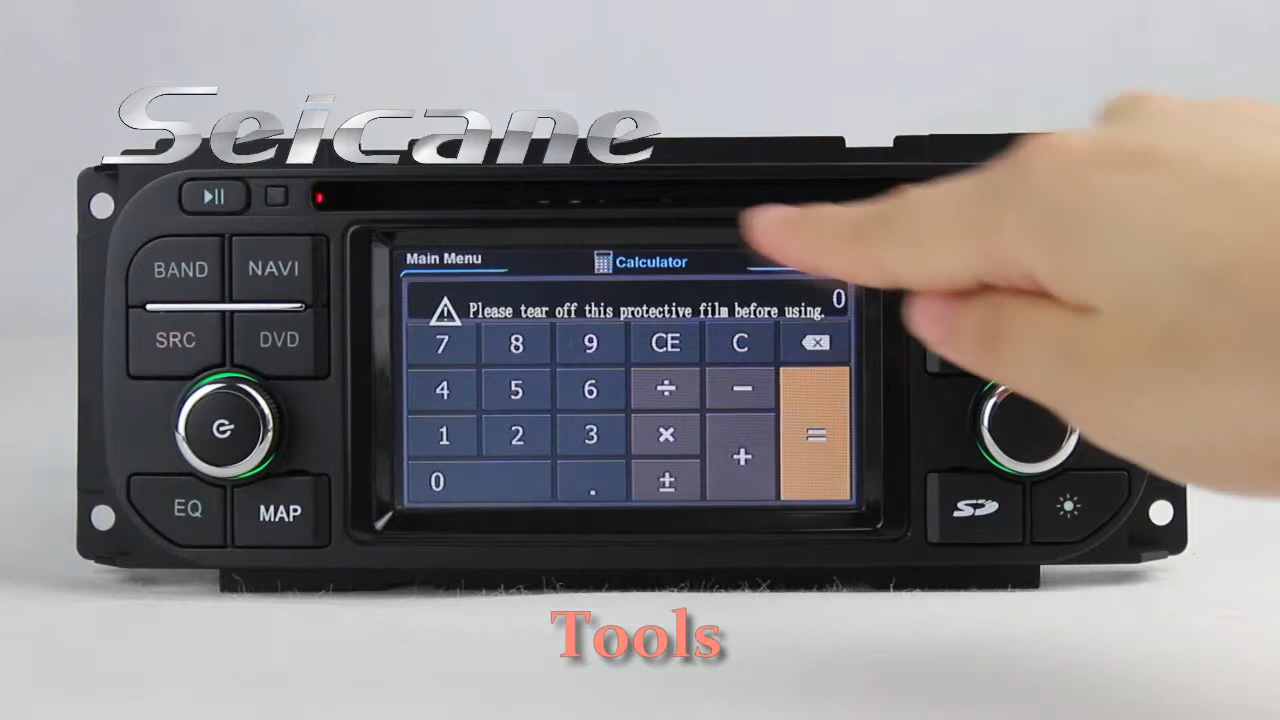 Seicane
BAND
NAVI
SRC
DVD
EQ
MAP
Main Menu
Calculator
0
Please tear off this protective film before using.
7 8 9 CE C
4 5 6 ÷ −
1 2 3 × + =
0 . ±
SD
Tools